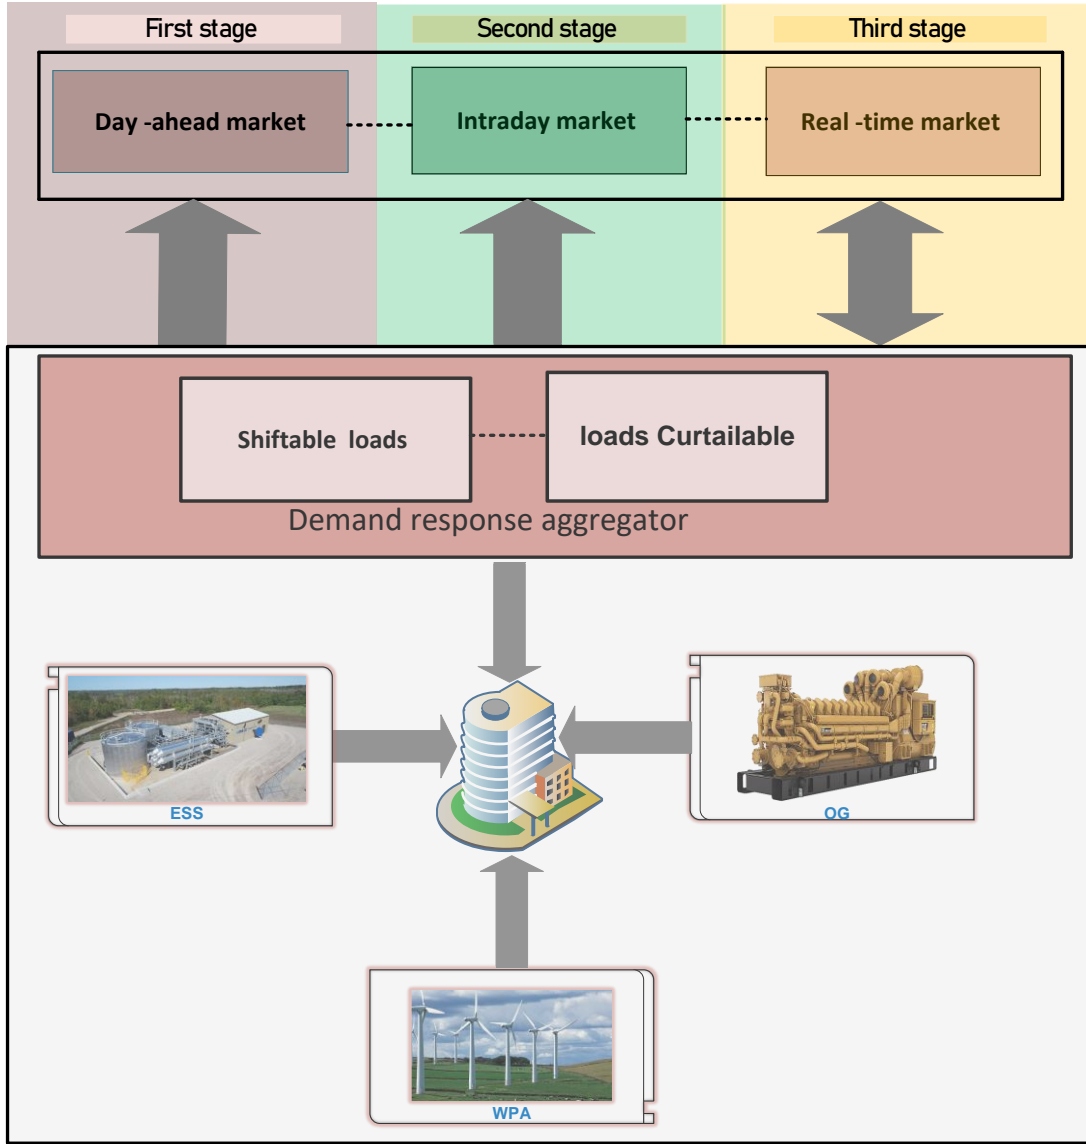 First stage
Second stage
Third stage
Day -ahead market
Intraday market
Real -time market
Shiftable loads
loads Curtailable
Demand response aggregator
ESS
OG
WPA